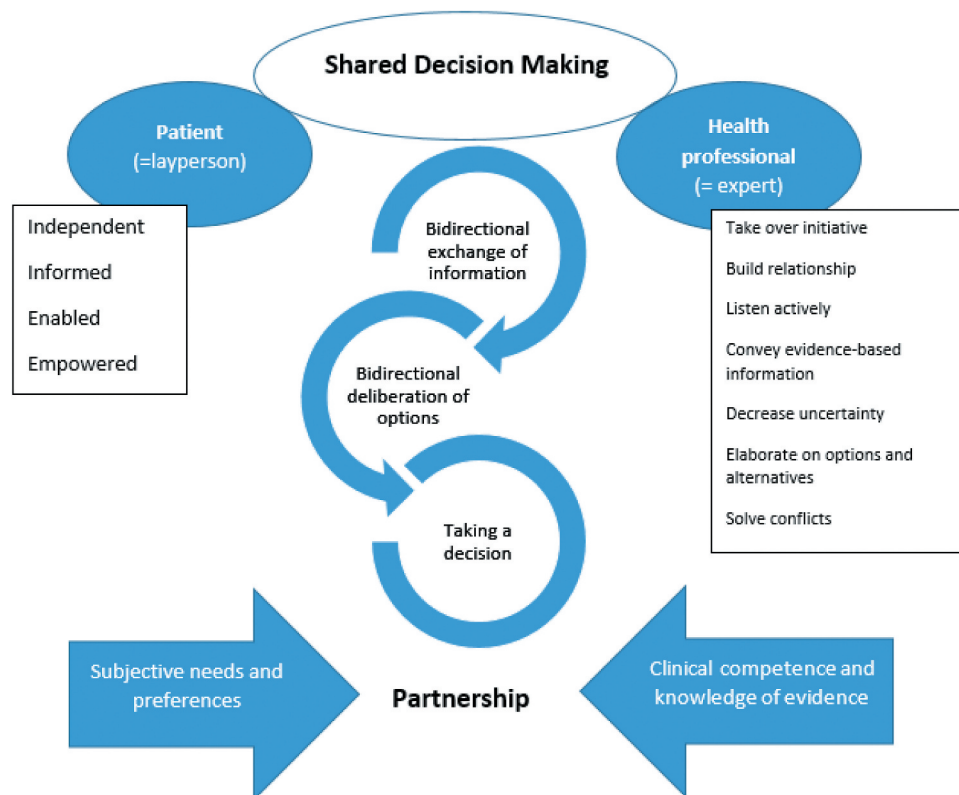 Shared Decision Making
Patient
(=layperson)
Health
professional
(= expert)
Independent
Informed
Enabled
Empowered
Bidirectional
exchange of
information
Bidirectional
deliberation of
options
Taking a
decision
Take over initiative
Build relationship
Listen actively
Convey evidence-based
information
Decrease uncertainty
Elaborate on options and
alternatives
Solve conflicts
Subjective needs and
preferences
Partnership
Clinical competence and
knowledge of evidence